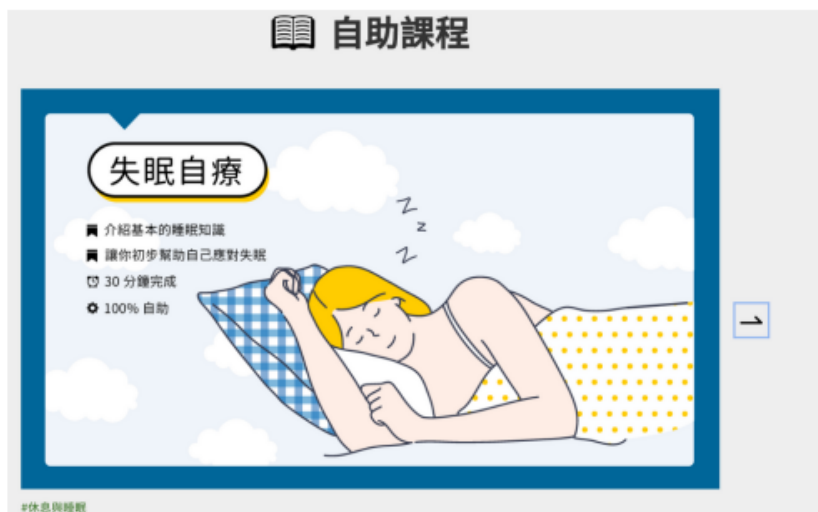 自助課程
失眠自療
介紹基本的睡眠知識
讓你初步幫助自己應對失眠
30 分鐘完成
100% 自助
Z
z
Z
#休息與睡眠